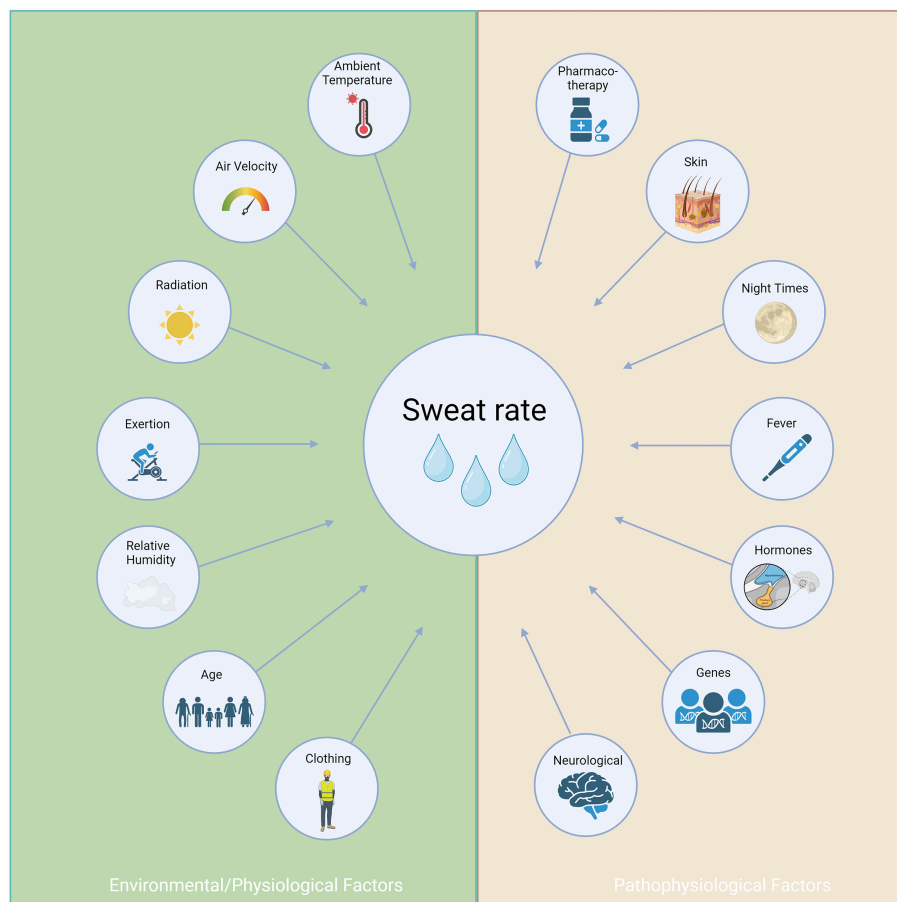 Ambient
Temperature
Pharmaco-
therapy
Air Velocity
Skin
Radiation
Night Times
Sweat rate
Exertion
Fever
Relative
Humidity
Hormones
Age
Genes
Clothing
Neurological
Environmental/Physiological Factors
Pathophysiological Factors